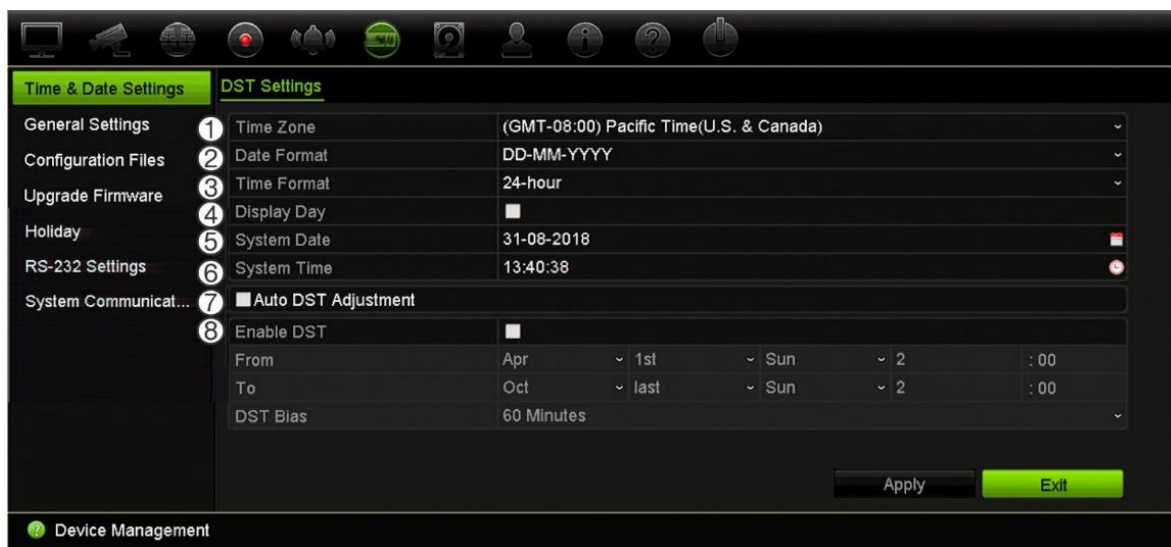 Time & Date Settings
DST Settings
General Settings
Configuration Files
Upgrade Firmware
Holiday
RS-232 Settings
System Communicat...
① Time Zone (GMT-08:00) Pacific Time(U.S. & Canada)
② Date Format DD-MM-YYYY
③ Time Format 24-hour
④ Display Day
⑤ System Date 31-08-2018
⑥ System Time 13:40:38
⑦ Auto DST Adjustment
⑧ Enable DST
From Apr 1st Sun 2 : 00
To Oct last Sun 2 : 00
DST Bias 60 Minutes
Apply Exit
Device Management